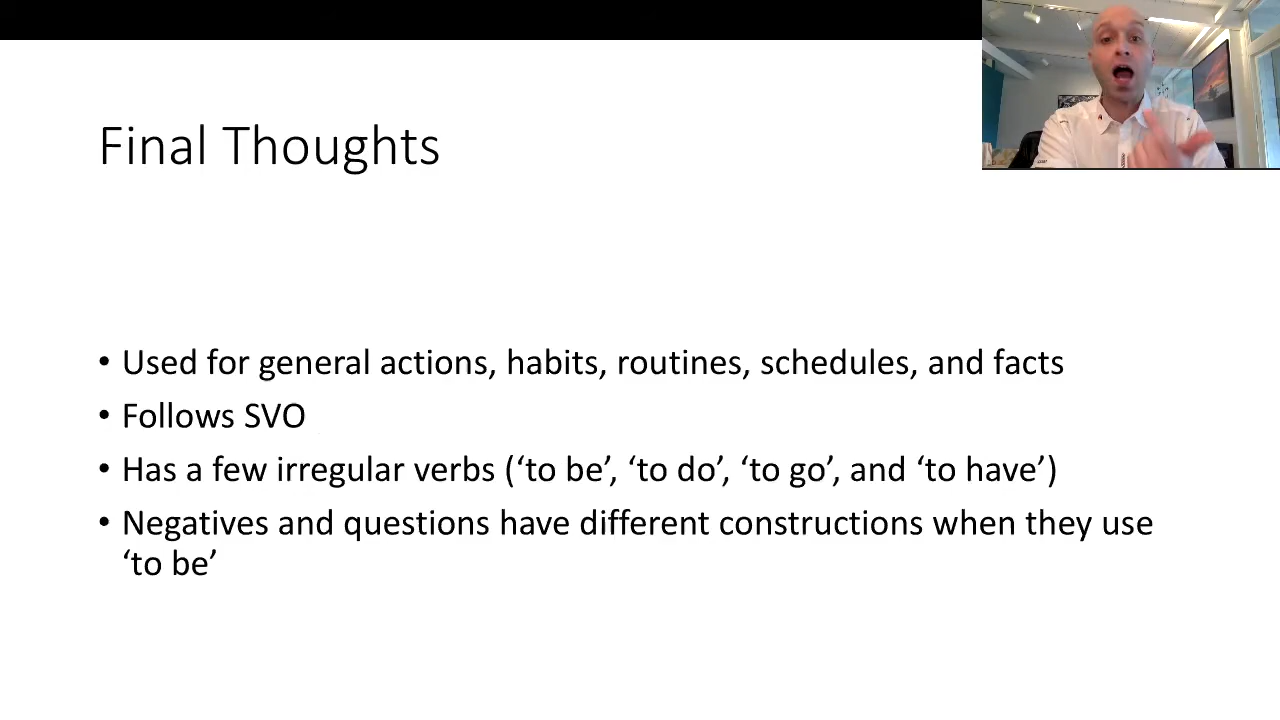 Final Thoughts
• Used for general actions, habits, routines, schedules, and facts
• Follows SVO
• Has a few irregular verbs (‘to be’, ‘to do’, ‘to go’, and ‘to have’)
• Negatives and questions have different constructions when they use
‘to be’